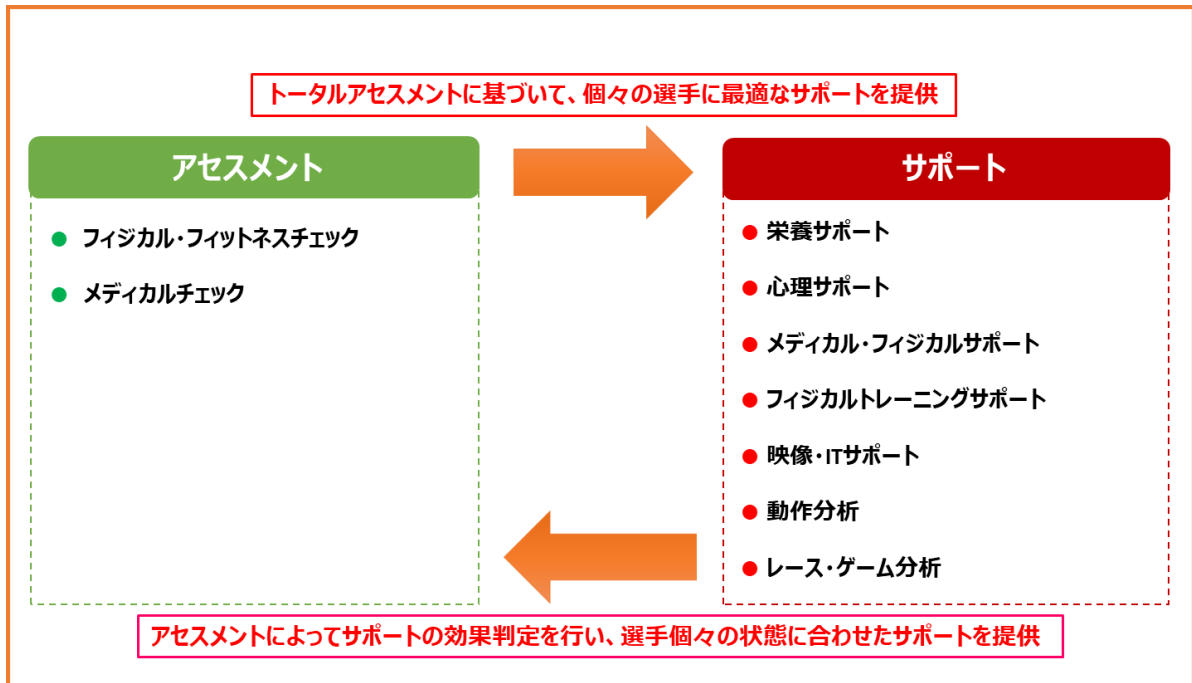 トータルアセスメントに基づいて、個々の選手に最適なサポートを提供
アセスメント
● フィジカル・フィットネスチェック
● メディカルチェック
サポート
● 栄養サポート
● 心理サポート
● メディカル・フィジカルサポート
● フィジカルトレーニングサポート
● 映像・ITサポート
● 動作分析
● レース・ゲーム分析
アセスメントによってサポートの効果判定を行い、選手個々の状態に合わせたサポートを提供